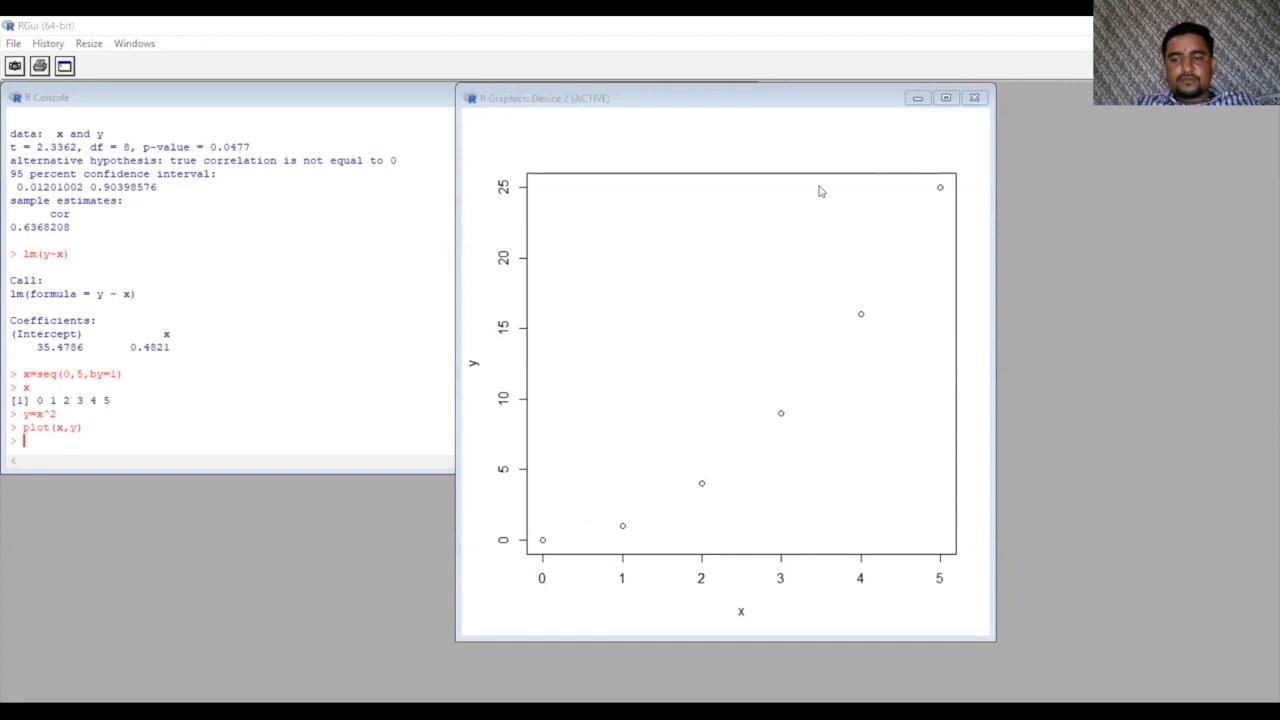 RGui (64-bit)
File History Resize Windows
R Console
data:  x and y
t = 2.3362, df = 8, p-value = 0.0477
alternative hypothesis: true correlation is not equal to 0
95 percent confidence interval:
 0.01201002 0.90398576
sample estimates:
      cor
0.6368208
> lm(y~x)
Call:
lm(formula = y ~ x)
Coefficients:
(Intercept)            x
    35.4786       0.4821
> x=seq(0,5,by=1)
> x
[1] 0 1 2 3 4 5
> y=x^2
> plot(x,y)
>
R Graphics: Device 2 (ACTIVE)
25
20
15
10
5
0
y
0 1 2 3 4 5
x